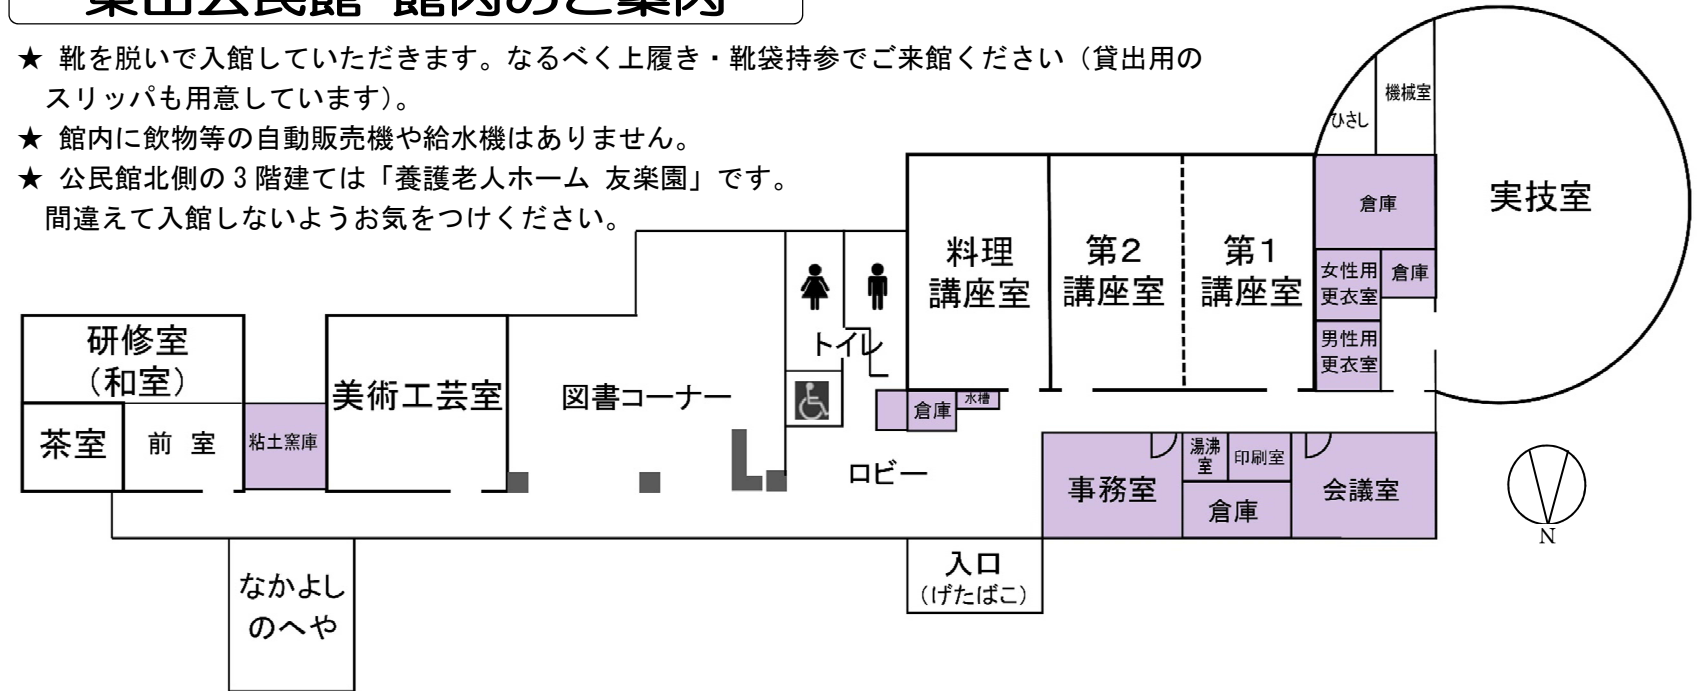 公民館 館内のご案内
★ 靴を脱いで入館していただきます。なるべく上履き・靴袋持参でご来館ください（貸出用の
スリッパも用意しています）。
★ 館内に飲物等の自動販売機や給水機はありません。
★ 公民館北側の３階建ては「養護老人ホーム 友楽園」です。
間違えて入館しないようお気をつけください。
ひさし
機械室
実技室
倉庫
女性用
更衣室
倉庫
男性用
更衣室
料理
講座室
第２
講座室
第１
講座室
トイレ
研修室
（和室）
美術工芸室
図書コーナー
倉庫
水槽
茶室
前 室
粘土窯庫
ロビー
事務室
湯沸
室
印刷室
倉庫
会議室
N
入口
（げたばこ）
なかよし
のへや